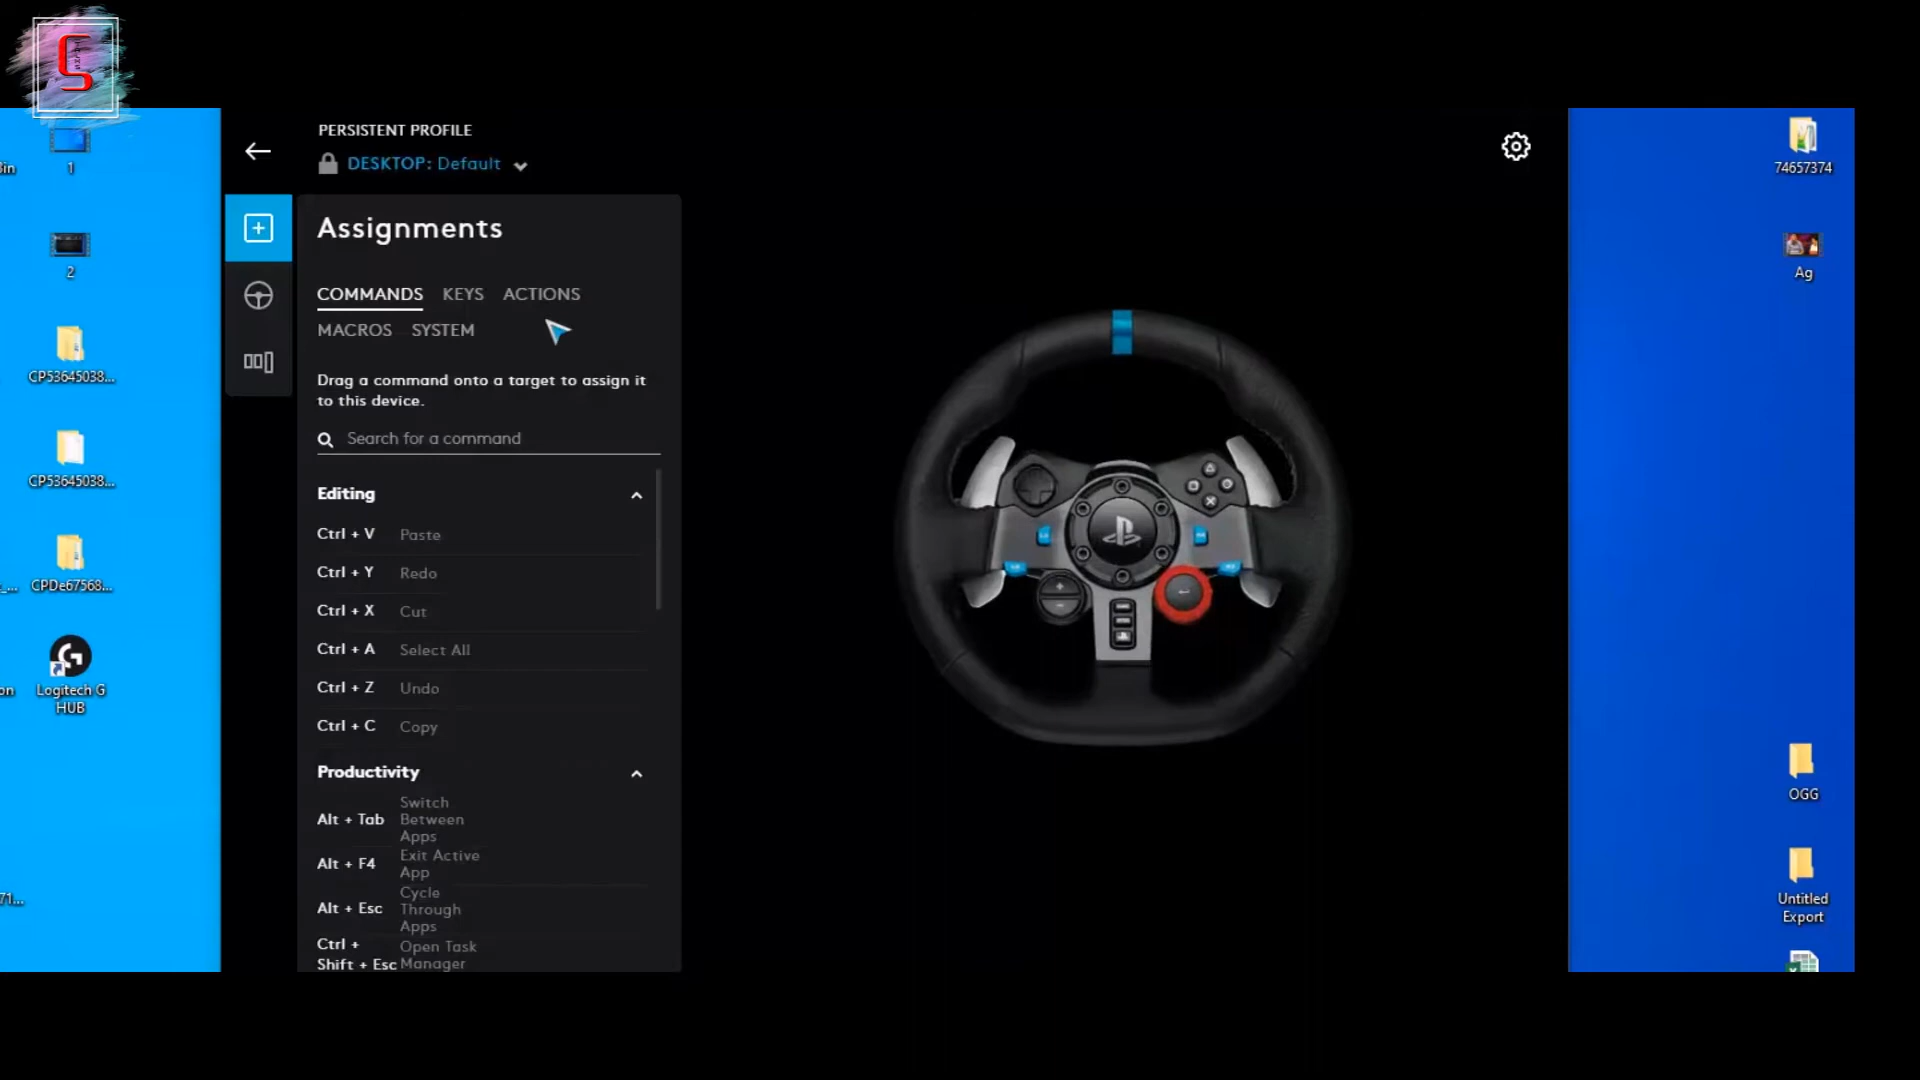 PERSISTENT PROFILE
DESKTOP: Default
Assignments
COMMANDS KEYS ACTIONS
MACROS SYSTEM
Drag a command onto a target to assign it
to this device.
Search for a command
Editing
Ctrl + V Paste
Ctrl + Y Redo
Ctrl + X Cut
Ctrl + A Select All
Ctrl + Z Undo
Ctrl + C Copy
Productivity
Alt + Tab Switch
Between
Apps
Alt + F4 Exit Active
App
Alt + Esc Cycle
Through
Apps
Ctrl + Open Task
Shift + Esc Manager
1
2
CP53645038...
CP53645038...
CPDe67568...
Logitech G
HUB
74657374
Ag
OGG
Untitled
Export